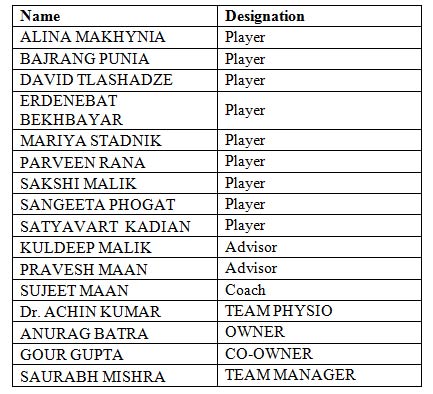 Name Designation
ALINA MAKHYNIA Player
BAJRANG PUNIA Player
DAVID TLASHADZE Player
ERDENEBAT
BEKHBAYAR Player
MARIYA STADNIK Player
PARVEEN RANA Player
SAKSHI MALIK Player
SANGEETA PHOGAT Player
SATYAVART KADIAN Player
KULDEEP MALIK Advisor
PRAVESH MAAN Advisor
SUJEET MAAN Coach
Dr. ACHIN KUMAR TEAM PHYSIO
ANURAG BATRA OWNER
GOUR GUPTA CO-OWNER
SAURABH MISHRA TEAM MANAGER